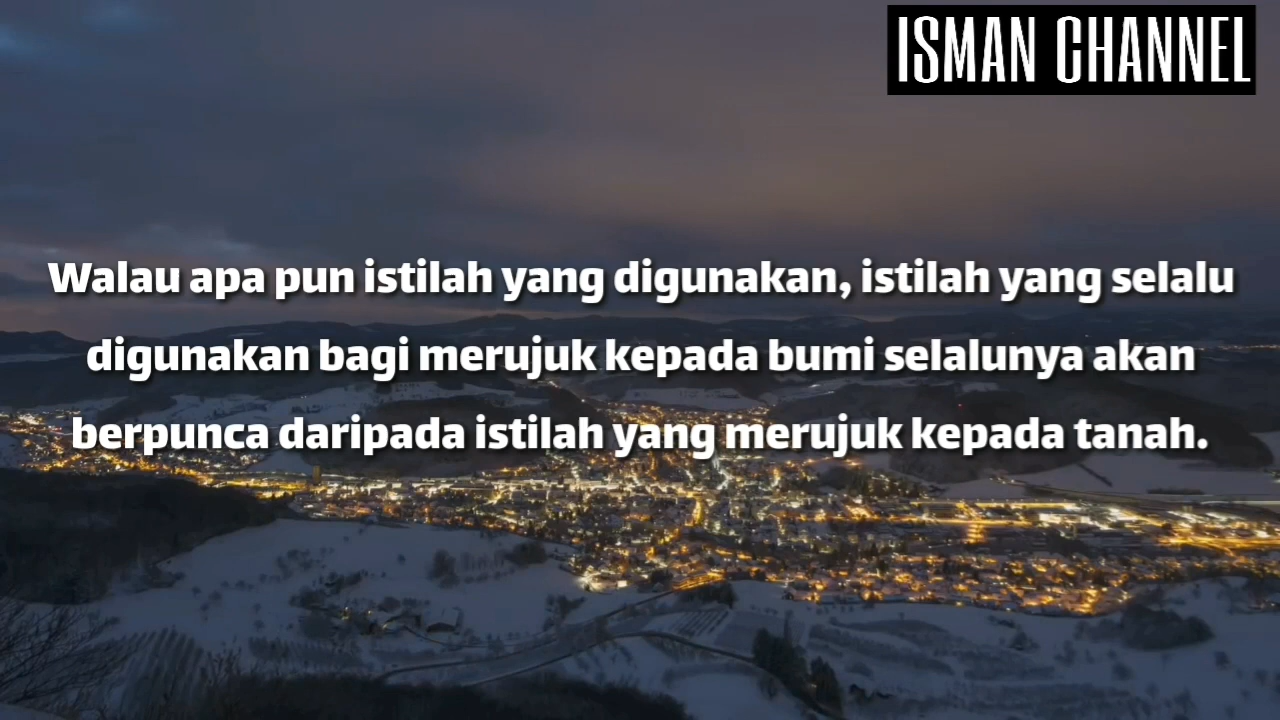 ISMAN CHANNEL
Walau apa pun istilah yang digunakan, istilah yang selalu
digunakan bagi merujuk kepada bumi selalunya akan
berpunca daripada istilah yang merujuk kepada tanah.